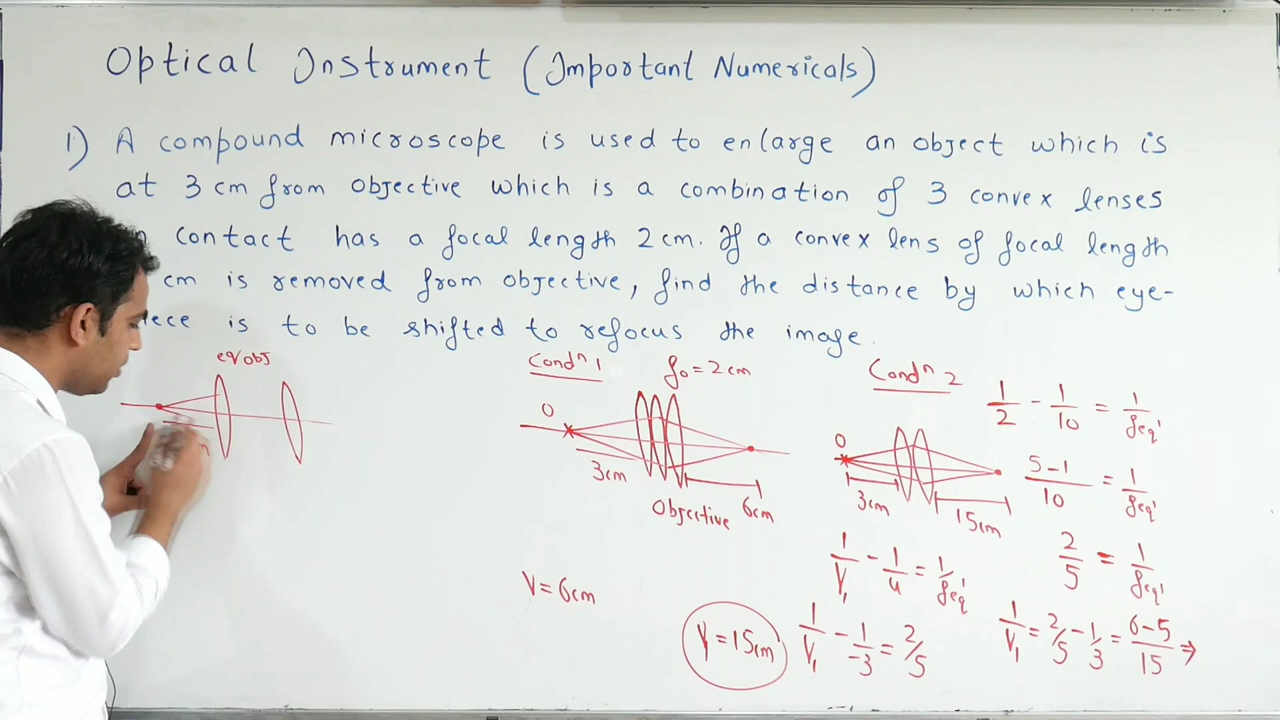 Optical Instrument (Important Numericals)
1) A compound microscope is used to enlarge an object which is
at 3 cm from objective which is a combination of 3 convex lenses
contact has a focal length 2 cm. If a convex lens of focal length
cm is removed from objective, find the distance by which eye-
is to be shifted to refocus the image.
eq obj
Condⁿ 1
f₀ = 2 cm
O
3cm
Objective
6cm
V = 6cm
Condⁿ 2
O
3cm
15cm
1/V₁ - 1/u = 1/feq'
V₁ = 15cm
1/V₁ - 1/-3 = 2/5
1/2 - 1/10 = 1/feq'
5-1/10 = 1/feq'
2/5 = 1/feq'
1/V₁ = 2/5 - 1/3 = 6-5/15 ⇒